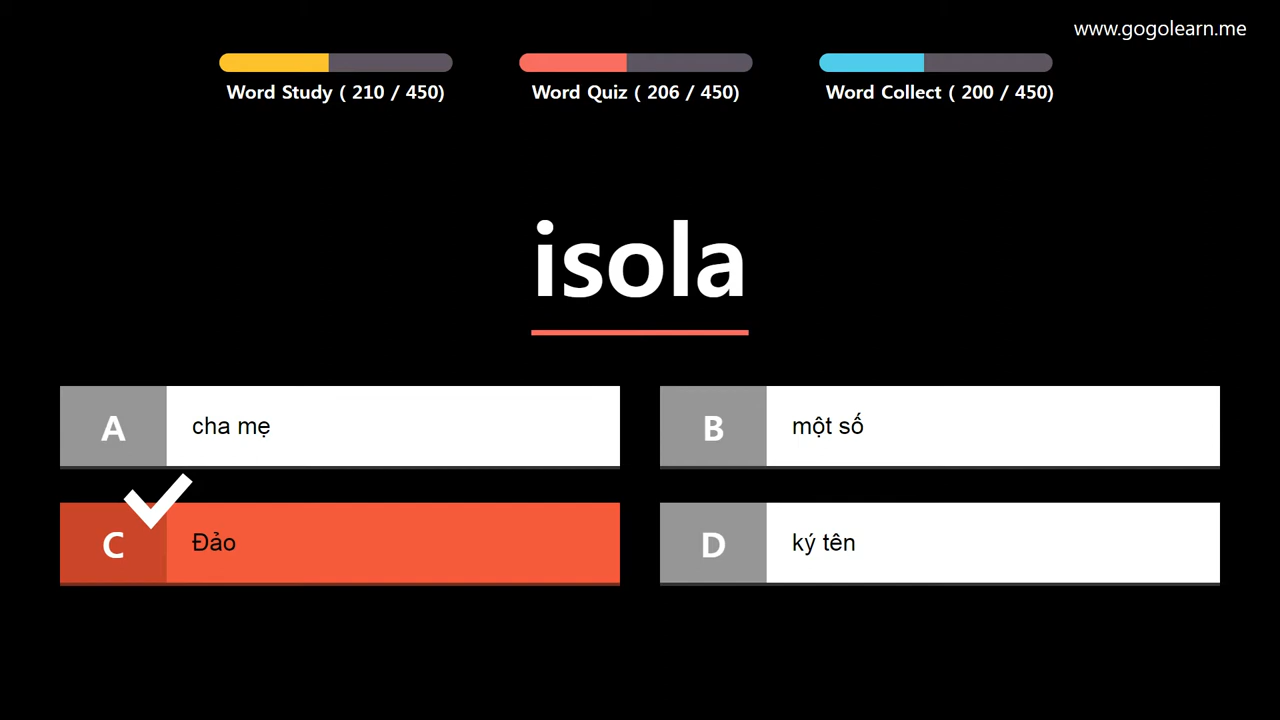 www.gogolearn.me
Word Study ( 210 / 450)
Word Quiz ( 206 / 450)
Word Collect ( 200 / 450)
isola
A cha mẹ
B một số
C Đảo
D ký tên